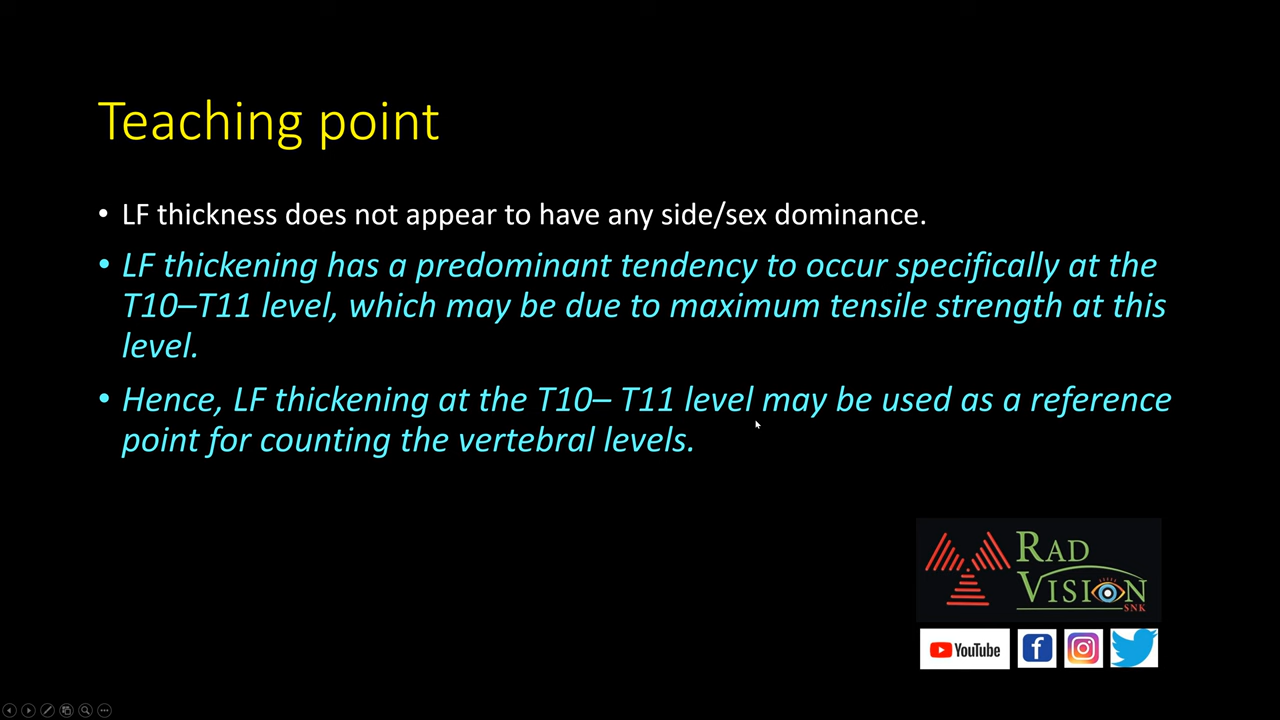 Teaching point
• LF thickness does not appear to have any side/sex dominance.
• LF thickening has a predominant tendency to occur specifically at the
T10–T11 level, which may be due to maximum tensile strength at this
level.
• Hence, LF thickening at the T10– T11 level may be used as a reference
point for counting the vertebral levels.
RAD
VISION
SNK
YouTube